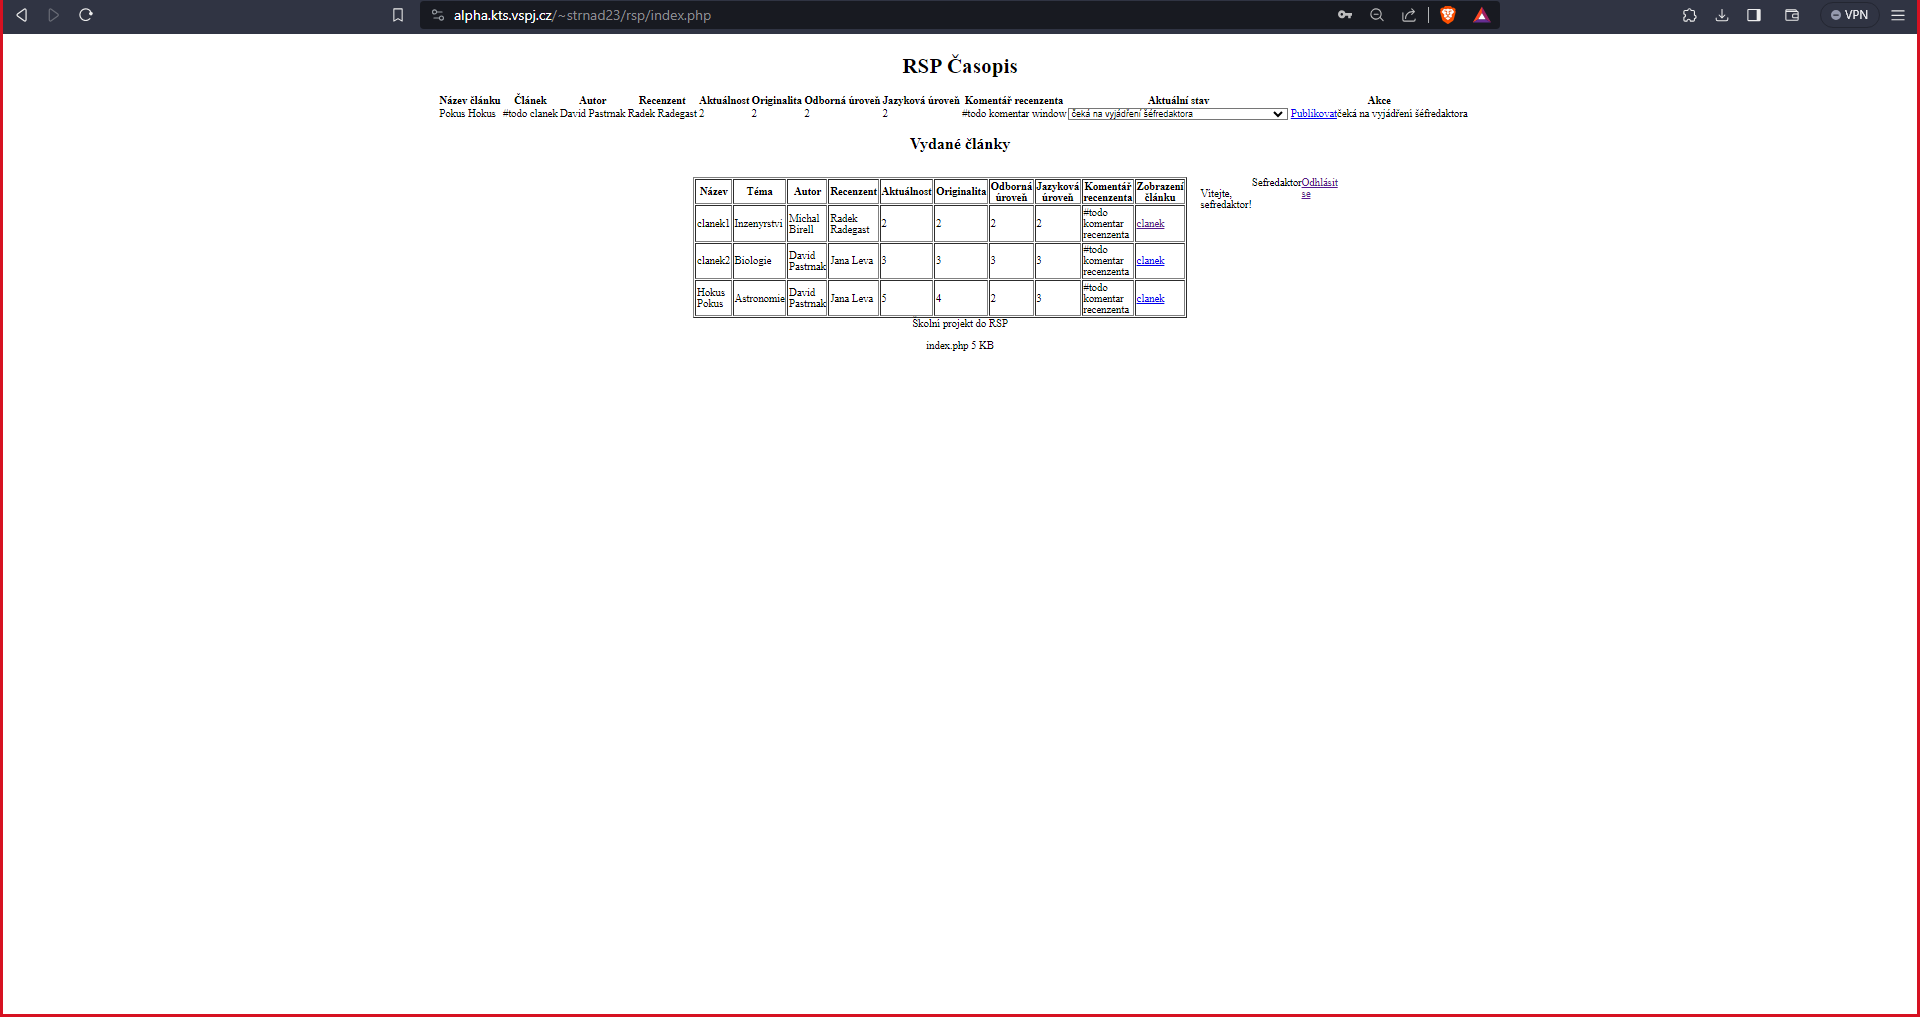 alpha.kts.vspj.cz/~strnad23/rsp/index.php
VPN
RSP Časopis
Název článku Článek Autor Recenzent Aktuálnost Originalita Odborná úroveň Jazyková úroveň Komentář recenzenta Aktuální stav Akce
Pokus Hokus #todo clanek David Pastrnak Radek Radegast 2 2 2 2 #todo komentar window čeká na vyjádření šéfredaktora Publikovatčeká na vyjádření šéfredaktora
Vydané články
Název Téma Autor Recenzent Aktuálnost Originalita Odborná úroveň Jazyková úroveň Komentář recenzenta Zobrazení článku
clanek1 Inzenyrstvi Michal Birell Radek Radegast 2 2 2 2 #todo komentar recenzenta clanek
clanek2 Biologie David Pastrnak Jana Leva 3 3 3 3 #todo komentar recenzenta clanek
Hokus Pokus Astronomie David Pastrnak Jana Leva 5 4 2 3 #todo komentar recenzenta clanek
Vítejte, sefredaktor!
Sefredaktor
Odhlásit se
Školní projekt do RSP
index.php 5 KB